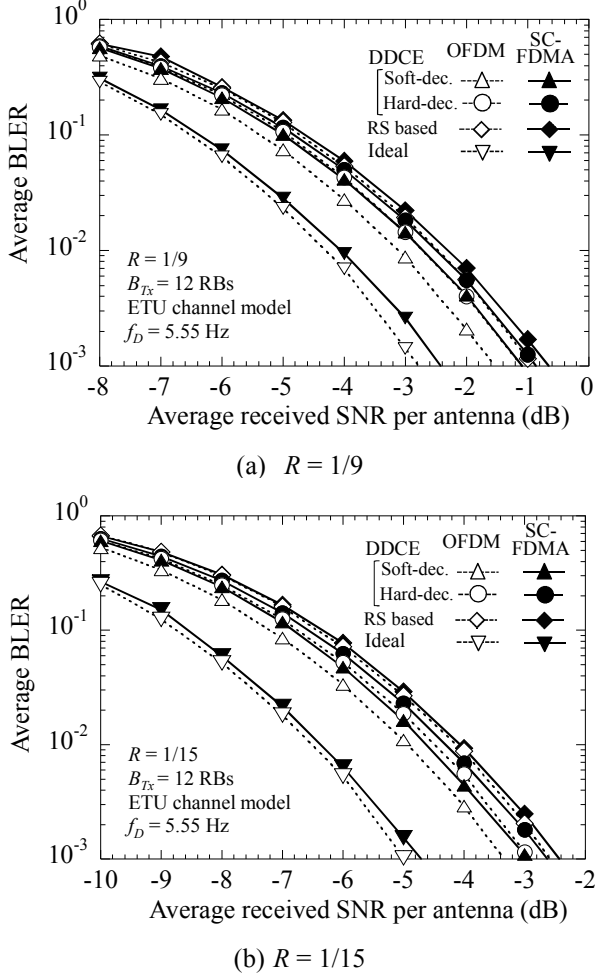 10^0
10^-1
10^-2
10^-3
Average BLER
DDCE OFDM SC-FDMA
Soft-dec.
Hard-dec.
RS based
Ideal
R = 1/9
B_Tx = 12 RBs
ETU channel model
f_D = 5.55 Hz
-8 -7 -6 -5 -4 -3 -2 -1 0
Average received SNR per antenna (dB)
(a) R = 1/9
10^0
10^-1
10^-2
10^-3
Average BLER
DDCE OFDM SC-FDMA
Soft-dec.
Hard-dec.
RS based
Ideal
R = 1/15
B_Tx = 12 RBs
ETU channel model
f_D = 5.55 Hz
-10 -9 -8 -7 -6 -5 -4 -3 -2
Average received SNR per antenna (dB)
(b) R = 1/15